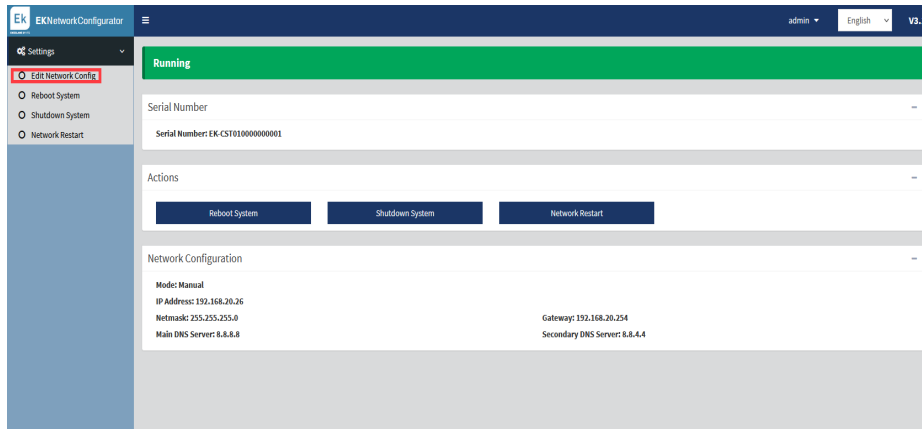 Ek EKNetworkConfigurator
admin English V3.
Settings
Edit Network Config
Reboot System
Shutdown System
Network Restart
Running
Serial Number
Serial Number: EK-CST010000000001
Actions
Reboot System Shutdown System Network Restart
Network Configuration
Mode: Manual
IP Address: 192.168.20.26
Netmask: 255.255.255.0 Gateway: 192.168.20.254
Main DNS Server: 8.8.8.8 Secondary DNS Server: 8.8.4.4